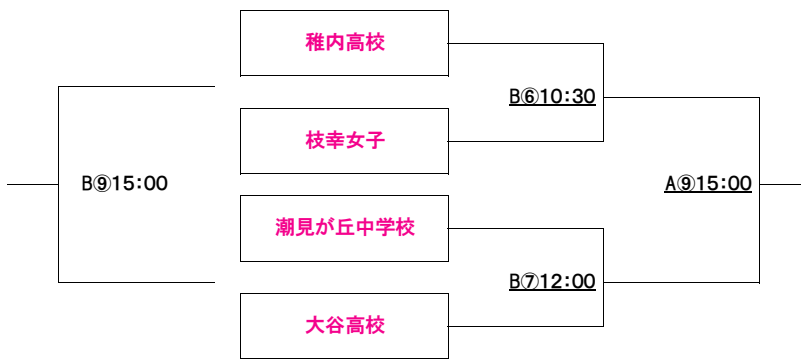 稚内高校
B⑥10:30
枝幸女子
B⑨15:00
A⑨15:00
潮見が丘中学校
B⑦12:00
大谷高校